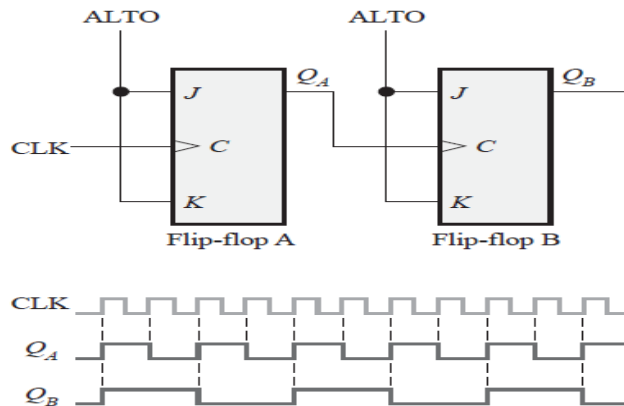 ALTO ALTO
J Q_A J Q_B
CLK C C
K K
Flip-flop A Flip-flop B
CLK
Q_A
Q_B